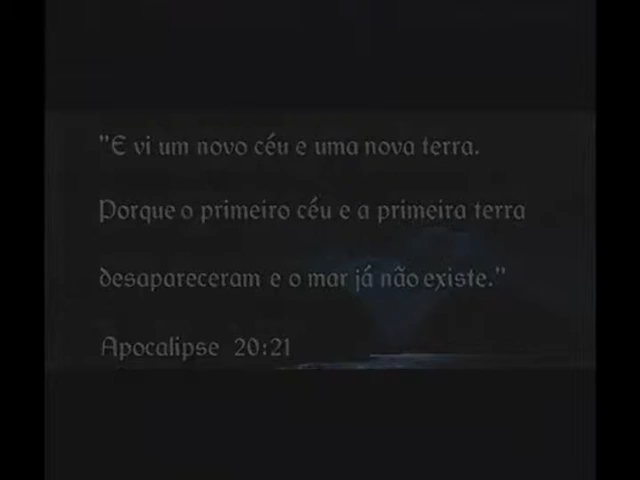 "E vi um novo céu e uma nova terra.
Porque o primeiro céu e a primeira terra
desapareceram e o mar já não existe."
Apocalipse 20:21